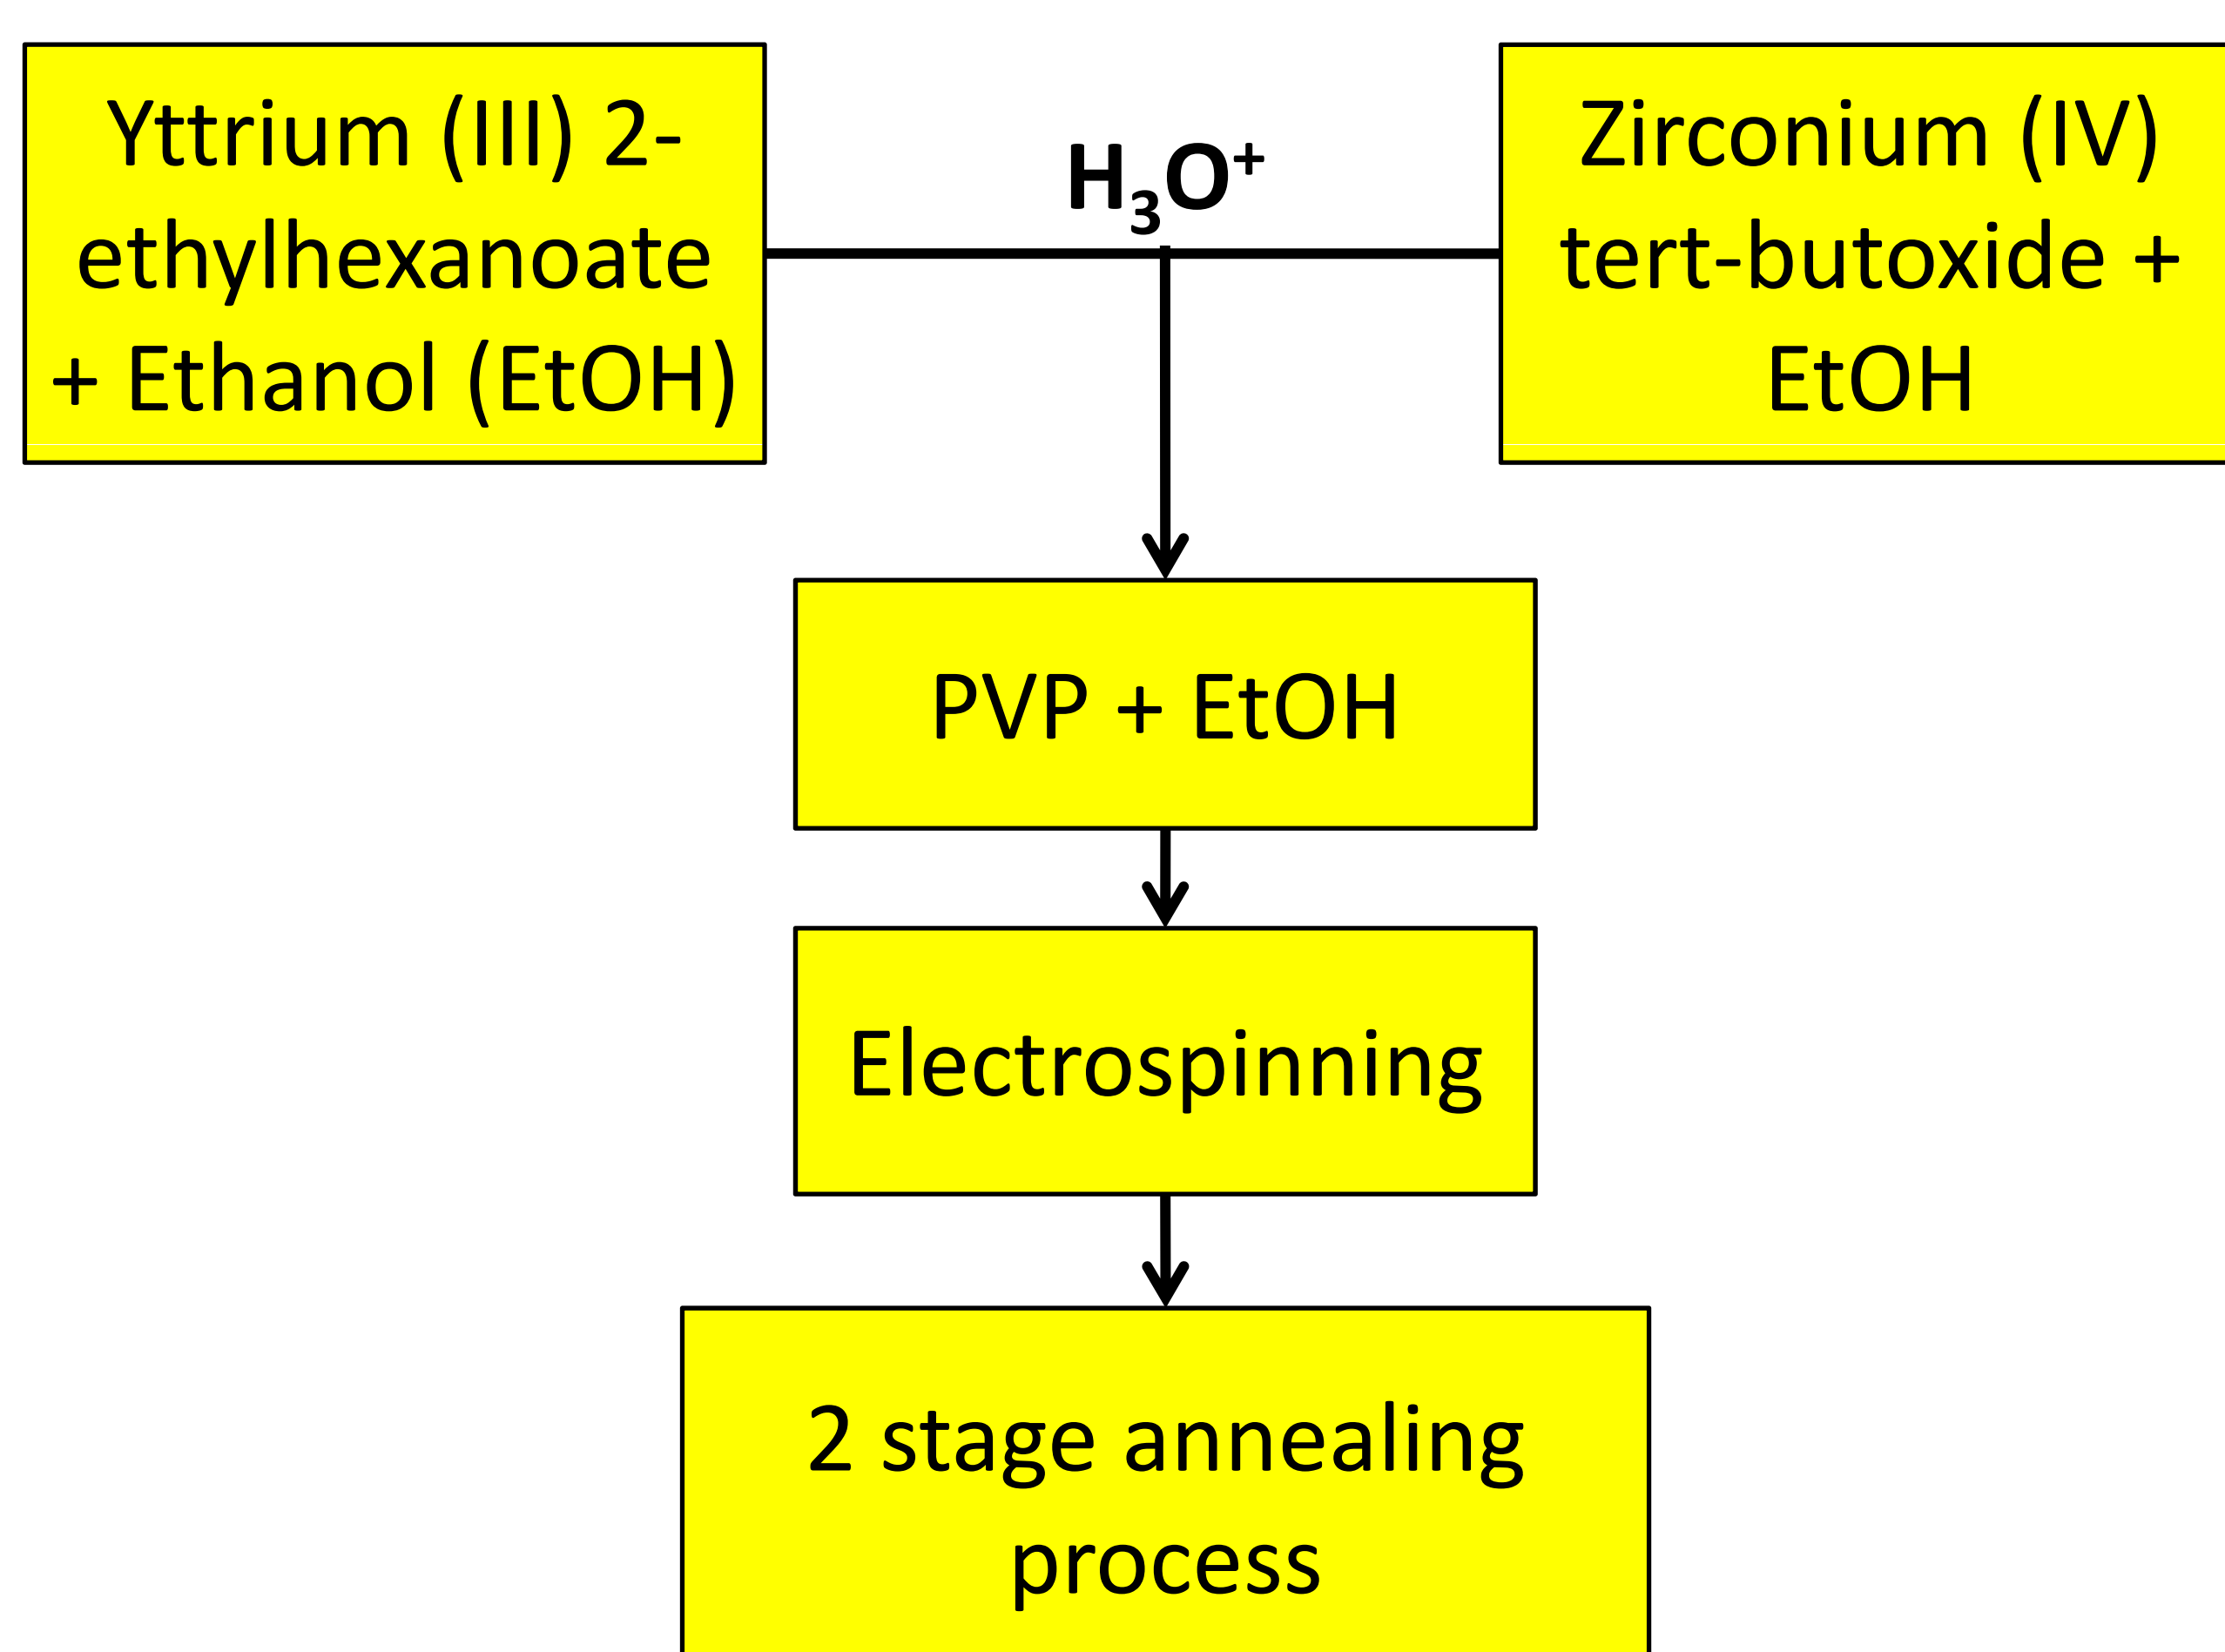 Yttrium (III) 2-
ethylhexanoate
+ Ethanol (EtOH)
H₃O⁺
Zirconium (IV)
tert-butoxide +
EtOH
PVP + EtOH
Electrospinning
2 stage annealing
process